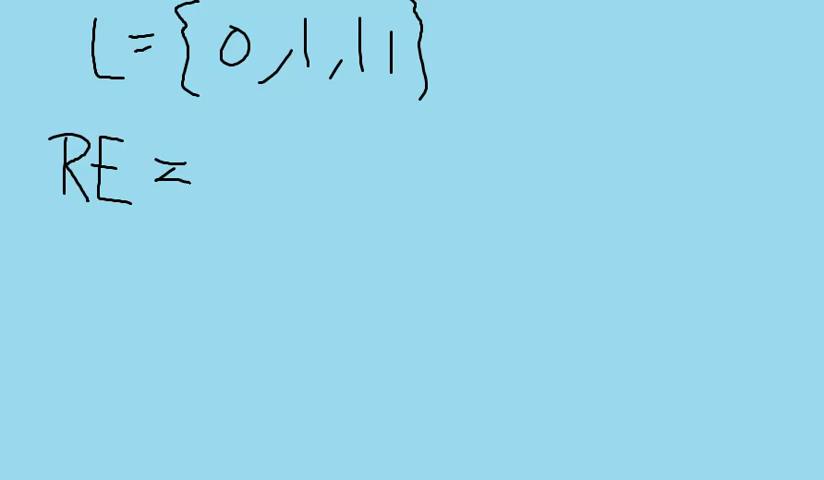 L = { 0 , 1 , 11 }
RE =